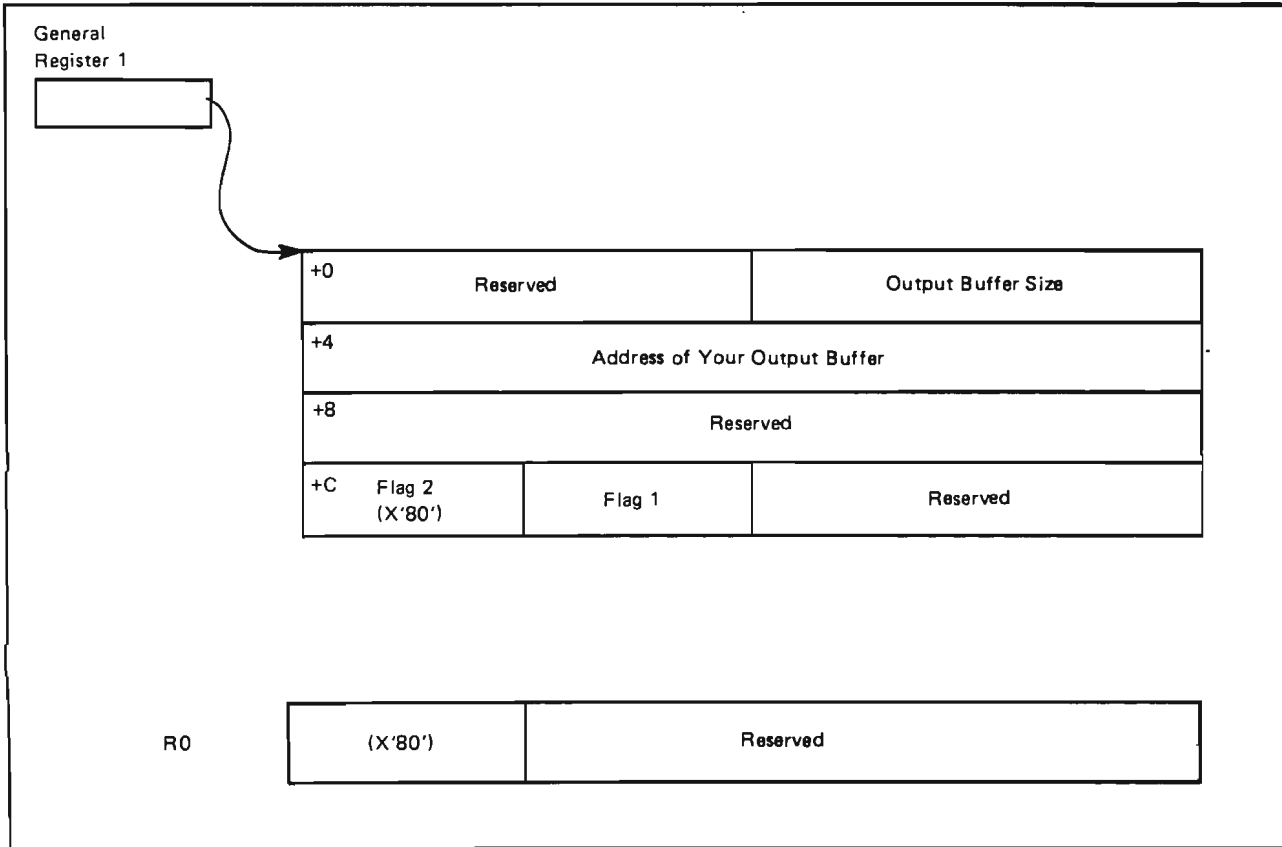 General
Register 1
+0
Reserved
Output Buffer Size
+4
Address of Your Output Buffer
+8
Reserved
+C
Flag 2
(X'80')
Flag 1
Reserved
R0
(X'80')
Reserved